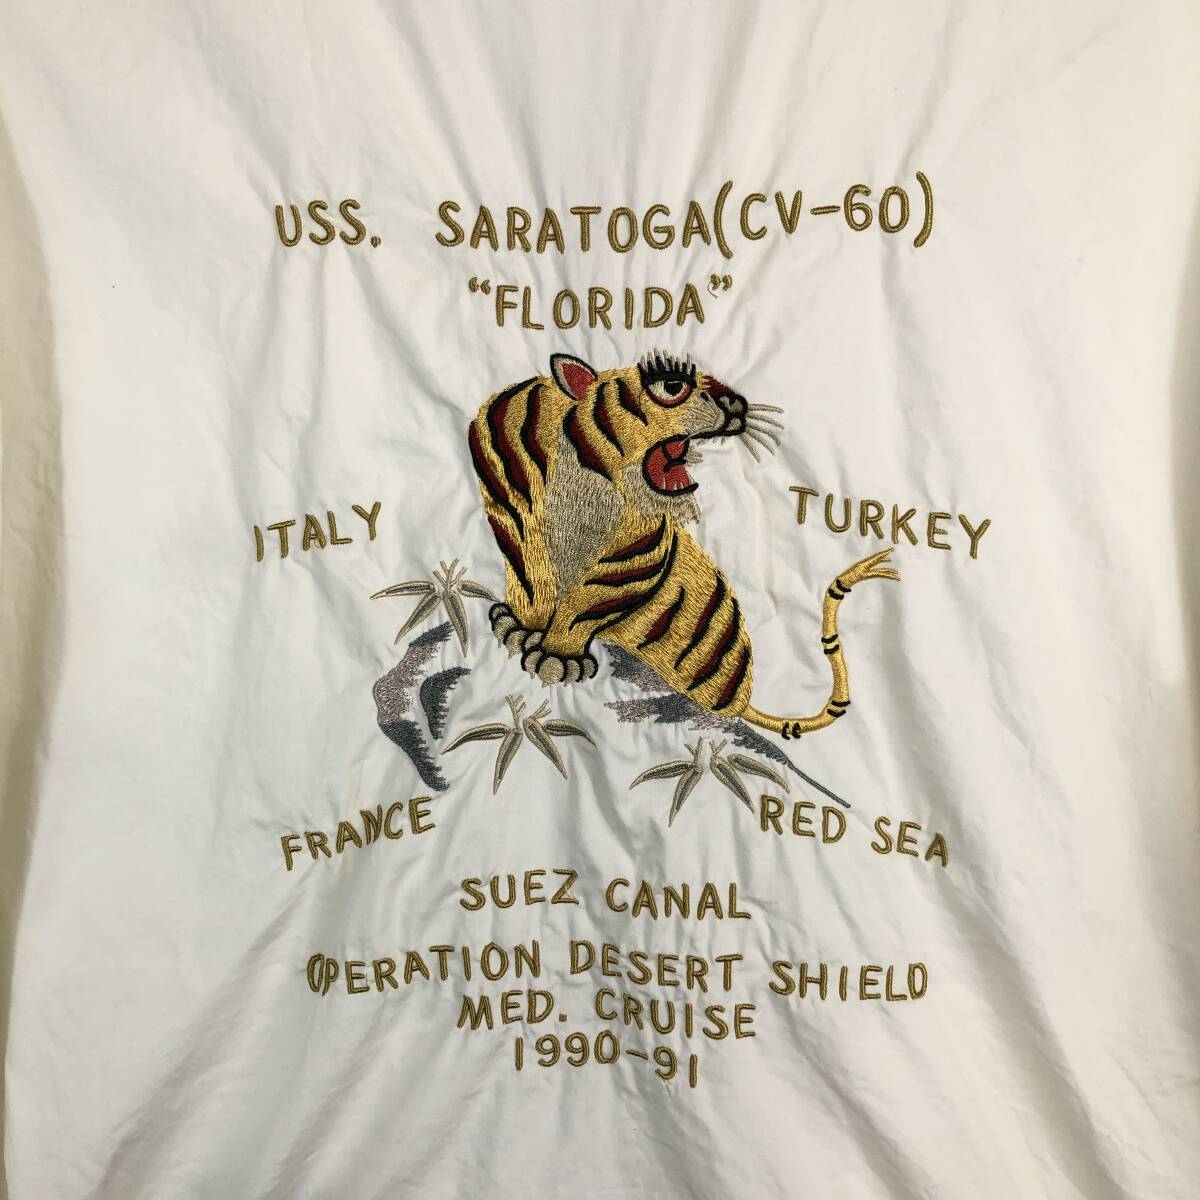 USS. SARATOGA(CV-60)
"FLORIDA"
ITALY
TURKEY
FRANCE
RED SEA
SUEZ CANAL
OPERATION DESERT SHIELD
MED. CRUISE
1990-91